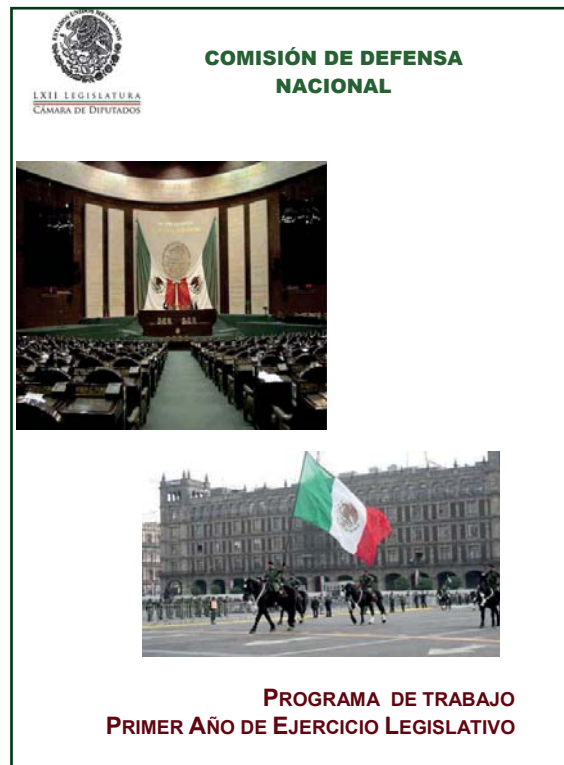 ESTADOS UNIDOS MEXICANOS
LXII LEGISLATURA
CÁMARA DE DIPUTADOS
COMISIÓN DE DEFENSA
NACIONAL
PROGRAMA DE TRABAJO
PRIMER AÑO DE EJERCICIO LEGISLATIVO